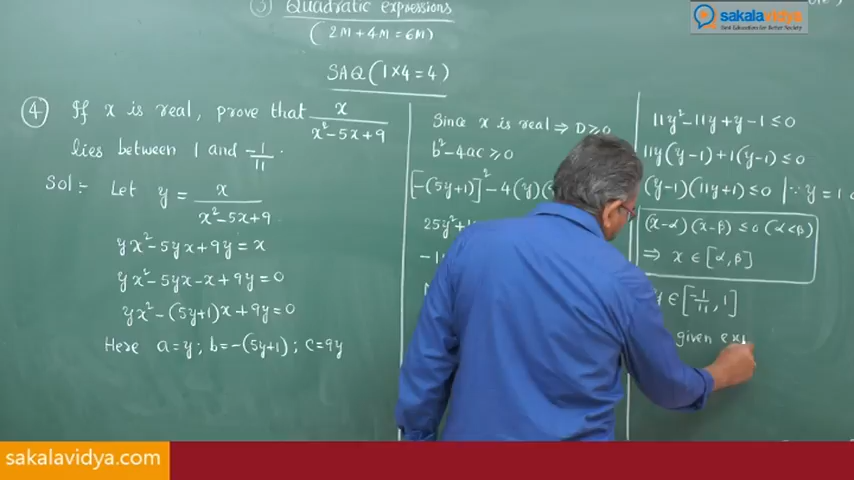 ③ Quadratic expressions
(2M+4M=6M)
sakalavidya
SAQ (1×4=4)
④ If x is real, prove that x/(x²-5x+9)
lies between 1 and -1/11.
Sol:- Let y = x/(x²-5x+9)
yx²-5yx+9y=x
yx²-5yx-x+9y=0
yx²-(5y+1)x+9y=0
Here a=y; b=-(5y+1); c=9y
Since x is real ⇒ D≥0
b²-4ac≥0
[-(5y+1)]²-4(y)(
25y²+1
-1
11y²-11y+y-1≤0
11y(y-1)+1(y-1)≤0
(y-1)(11y+1)≤0 | ∵ y=1
(x-α)(x-β)≤0 (α<β)
⇒ x∈[α,β]
y∈[-1/11, 1]
given
sakalavidya.com